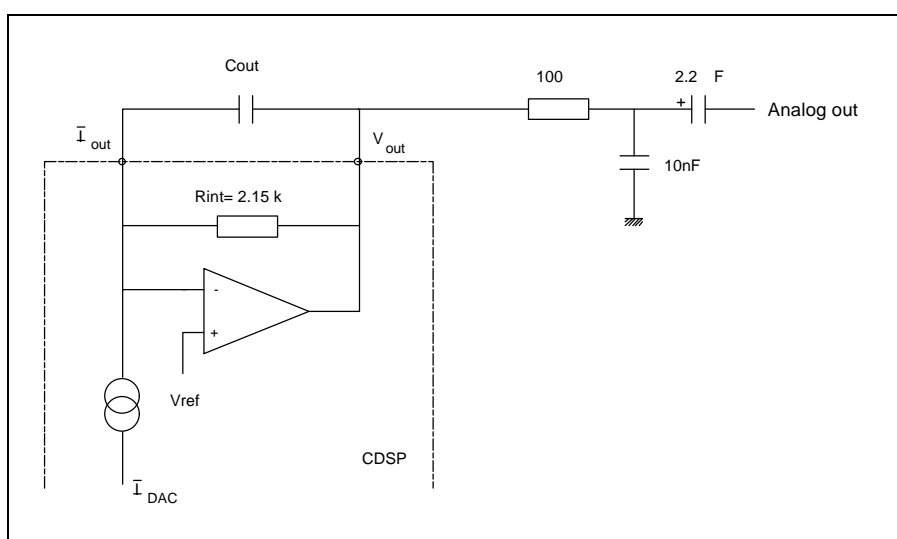 Cout
100
2.2 F
+
Analog out
I out
V out
10nF
Rint= 2.15 k
-
+
Vref
CDSP
I DAC